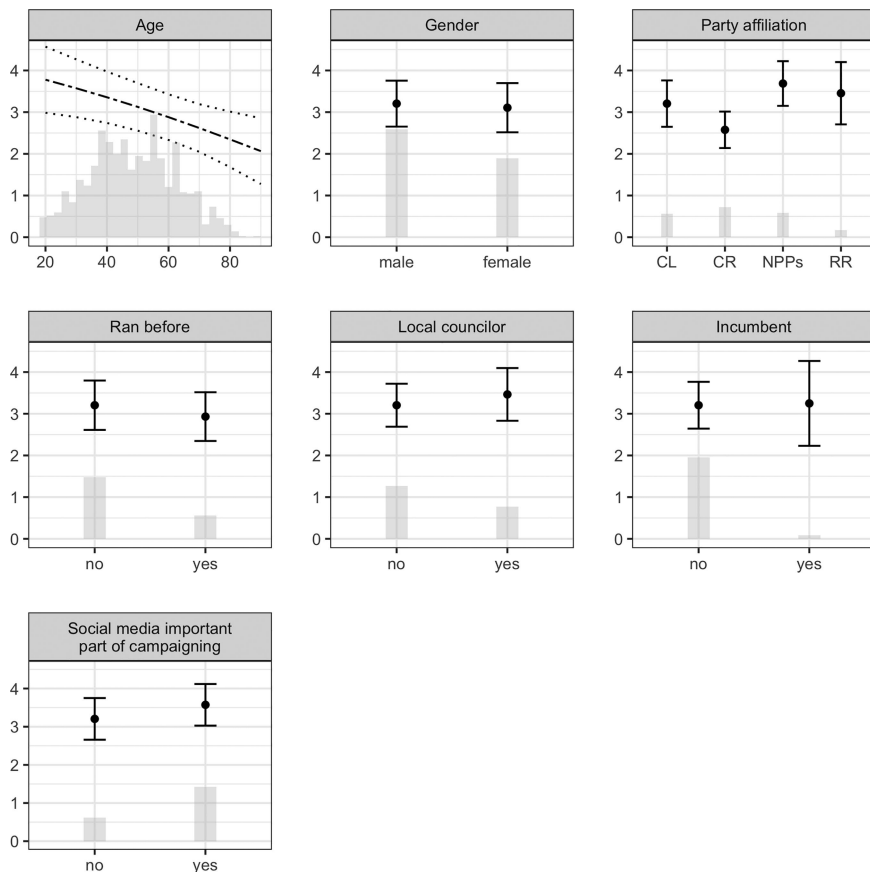 Age
4
3
2
1
0
20 40 60 80
Gender
4
3
2
1
0
male female
Party affiliation
4
3
2
1
0
CL CR NPPs RR
Ran before
4
3
2
1
0
no yes
Local councilor
4
3
2
1
0
no yes
Incumbent
4
3
2
1
0
no yes
Social media important
part of campaigning
4
3
2
1
0
no yes